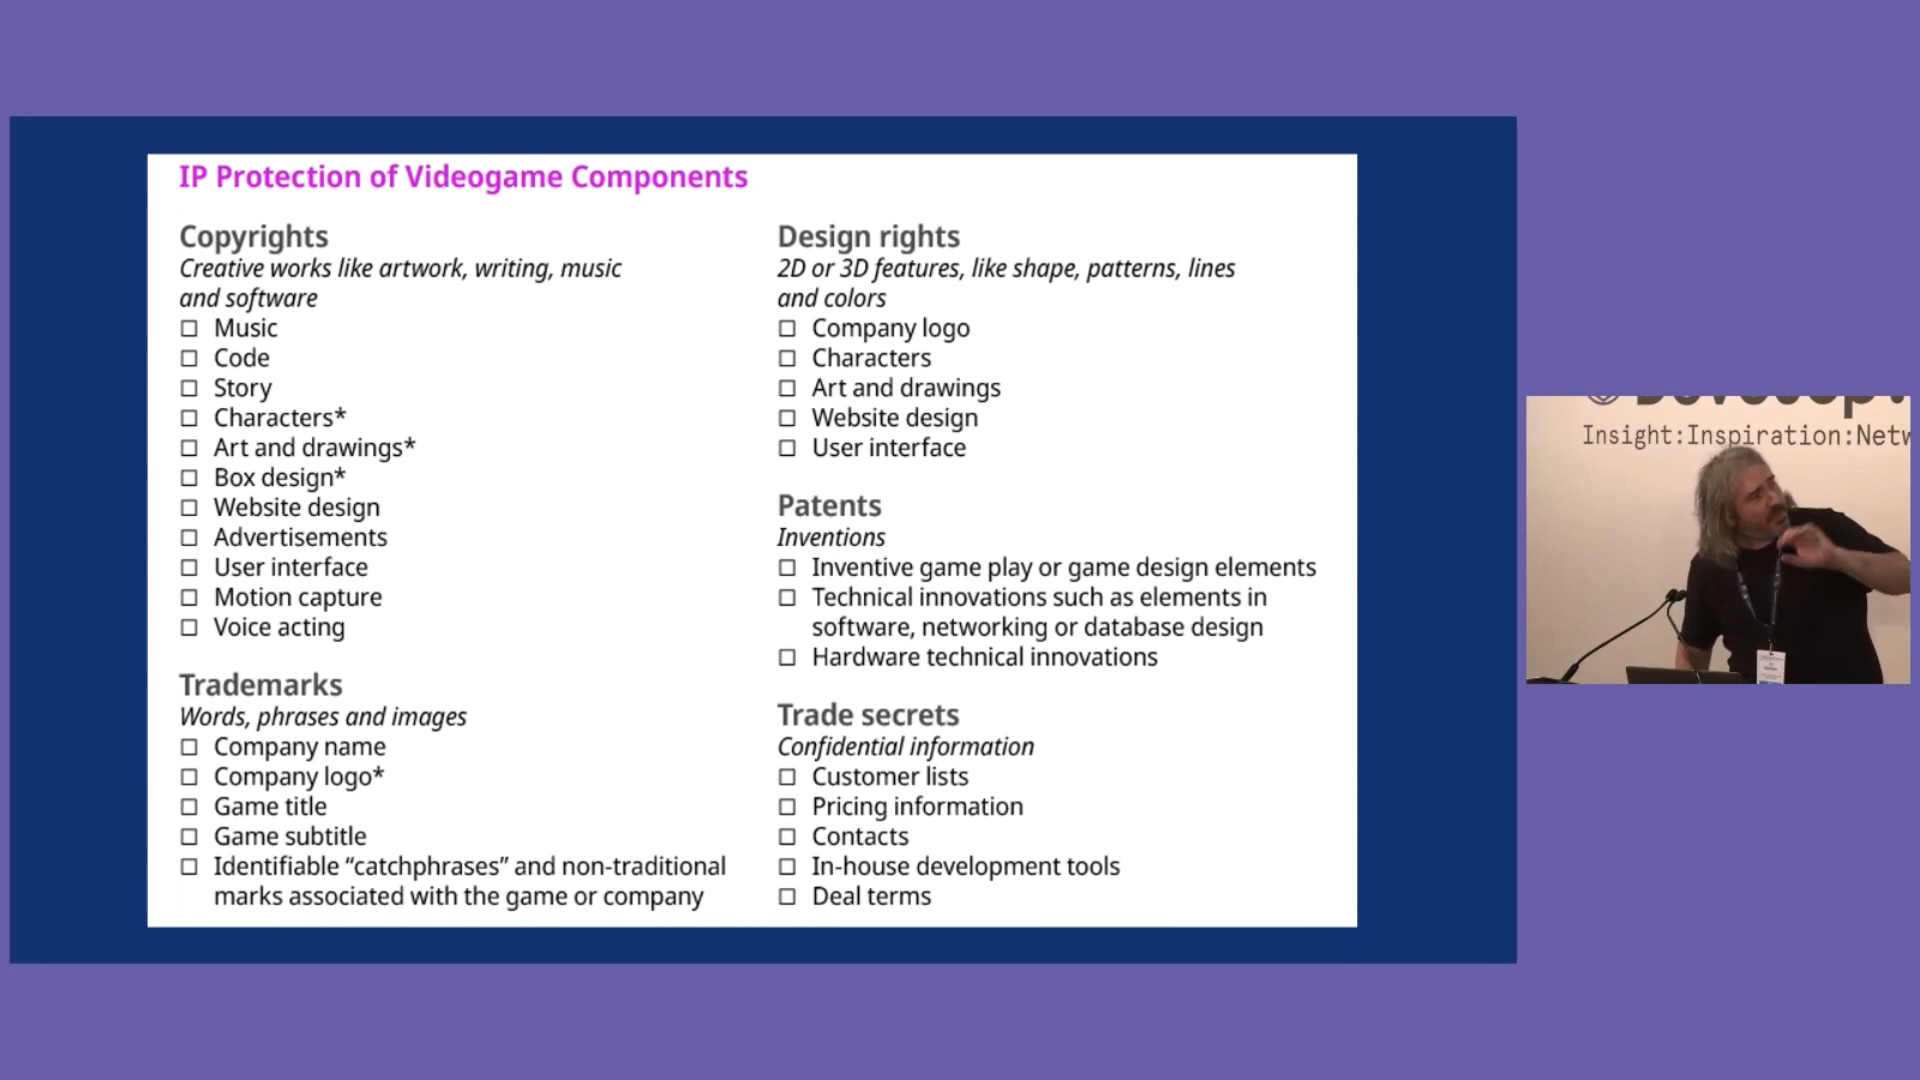 IP Protection of Videogame Components
Copyrights
Creative works like artwork, writing, music
and software
☐ Music
☐ Code
☐ Story
☐ Characters*
☐ Art and drawings*
☐ Box design*
☐ Website design
☐ Advertisements
☐ User interface
☐ Motion capture
☐ Voice acting
Trademarks
Words, phrases and images
☐ Company name
☐ Company logo*
☐ Game title
☐ Game subtitle
☐ Identifiable “catchphrases” and non-traditional
marks associated with the game or company
Design rights
2D or 3D features, like shape, patterns, lines
and colors
☐ Company logo
☐ Characters
☐ Art and drawings
☐ Website design
☐ User interface
Patents
Inventions
☐ Inventive game play or game design elements
☐ Technical innovations such as elements in
software, networking or database design
☐ Hardware technical innovations
Trade secrets
Confidential information
☐ Customer lists
☐ Pricing information
☐ Contacts
☐ In-house development tools
☐ Deal terms
Insight:Inspiration:Netw